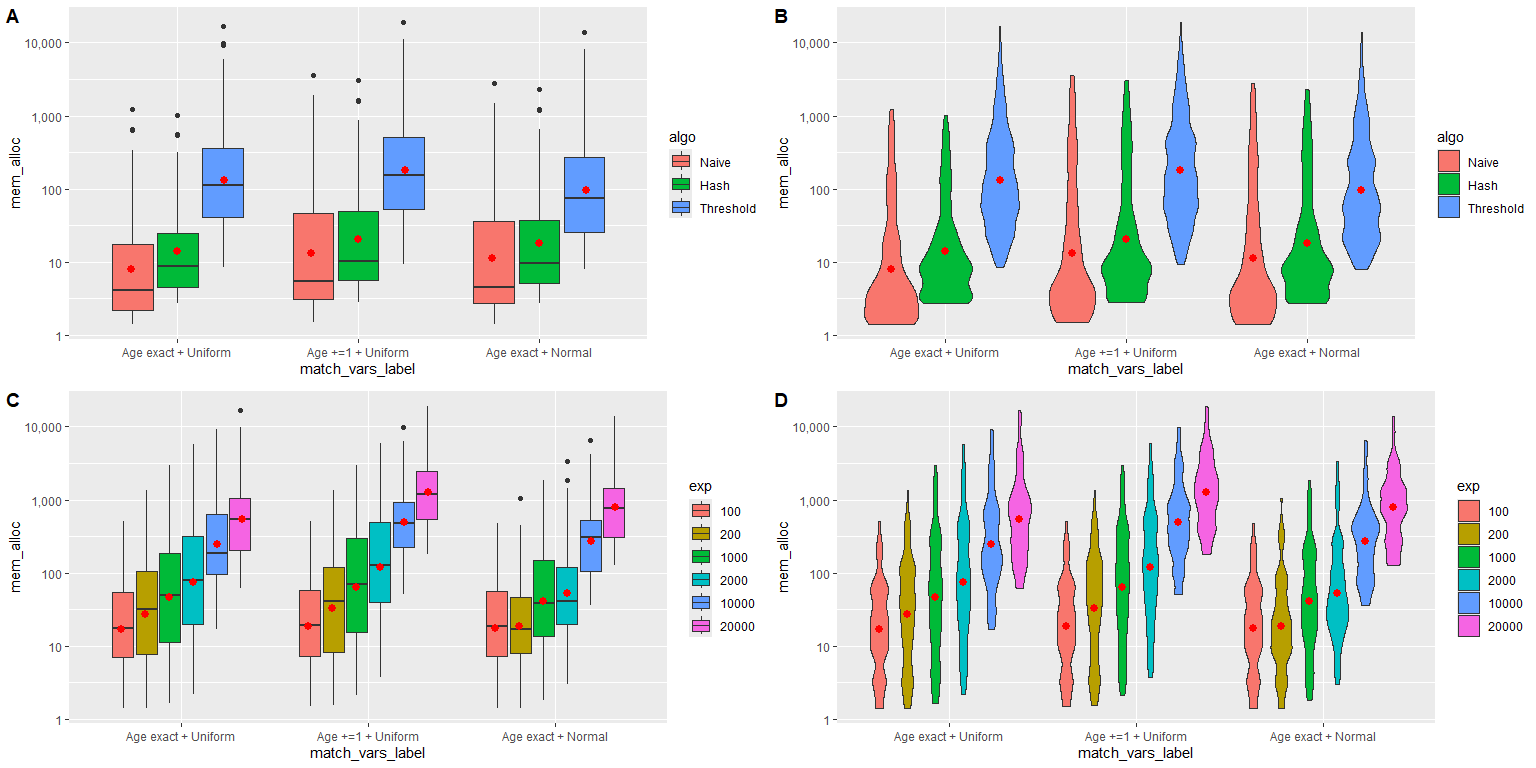 A
mem_alloc
10,000
1,000
100
10
1
Age exact + Uniform
Age +=1 + Uniform
Age exact + Normal
match_vars_label
algo
Naive
Hash
Threshold
B
mem_alloc
10,000
1,000
100
10
1
Age exact + Uniform
Age +=1 + Uniform
Age exact + Normal
match_vars_label
algo
Naive
Hash
Threshold
C
mem_alloc
10,000
1,000
100
10
1
Age exact + Uniform
Age +=1 + Uniform
Age exact + Normal
match_vars_label
exp
100
200
1000
2000
10000
20000
D
mem_alloc
10,000
1,000
100
10
1
Age exact + Uniform
Age +=1 + Uniform
Age exact + Normal
match_vars_label
exp
100
200
1000
2000
10000
20000